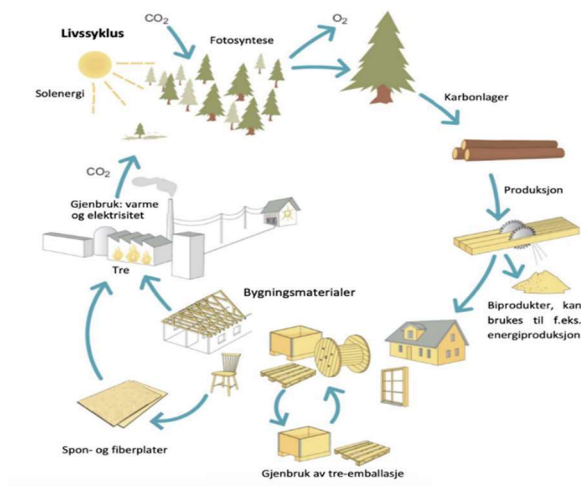 Livssyklus
CO2
Fotosyntese
O2
Solenergi
Karbonlager
Produksjon
Biprodukter, kan
brukes til f.eks.
energiproduksjon
CO2
Gjenbruk: varme
og elektrisitet
Tre
Bygningsmaterialer
Spon- og fiberplater
Gjenbruk av tre-emballasje